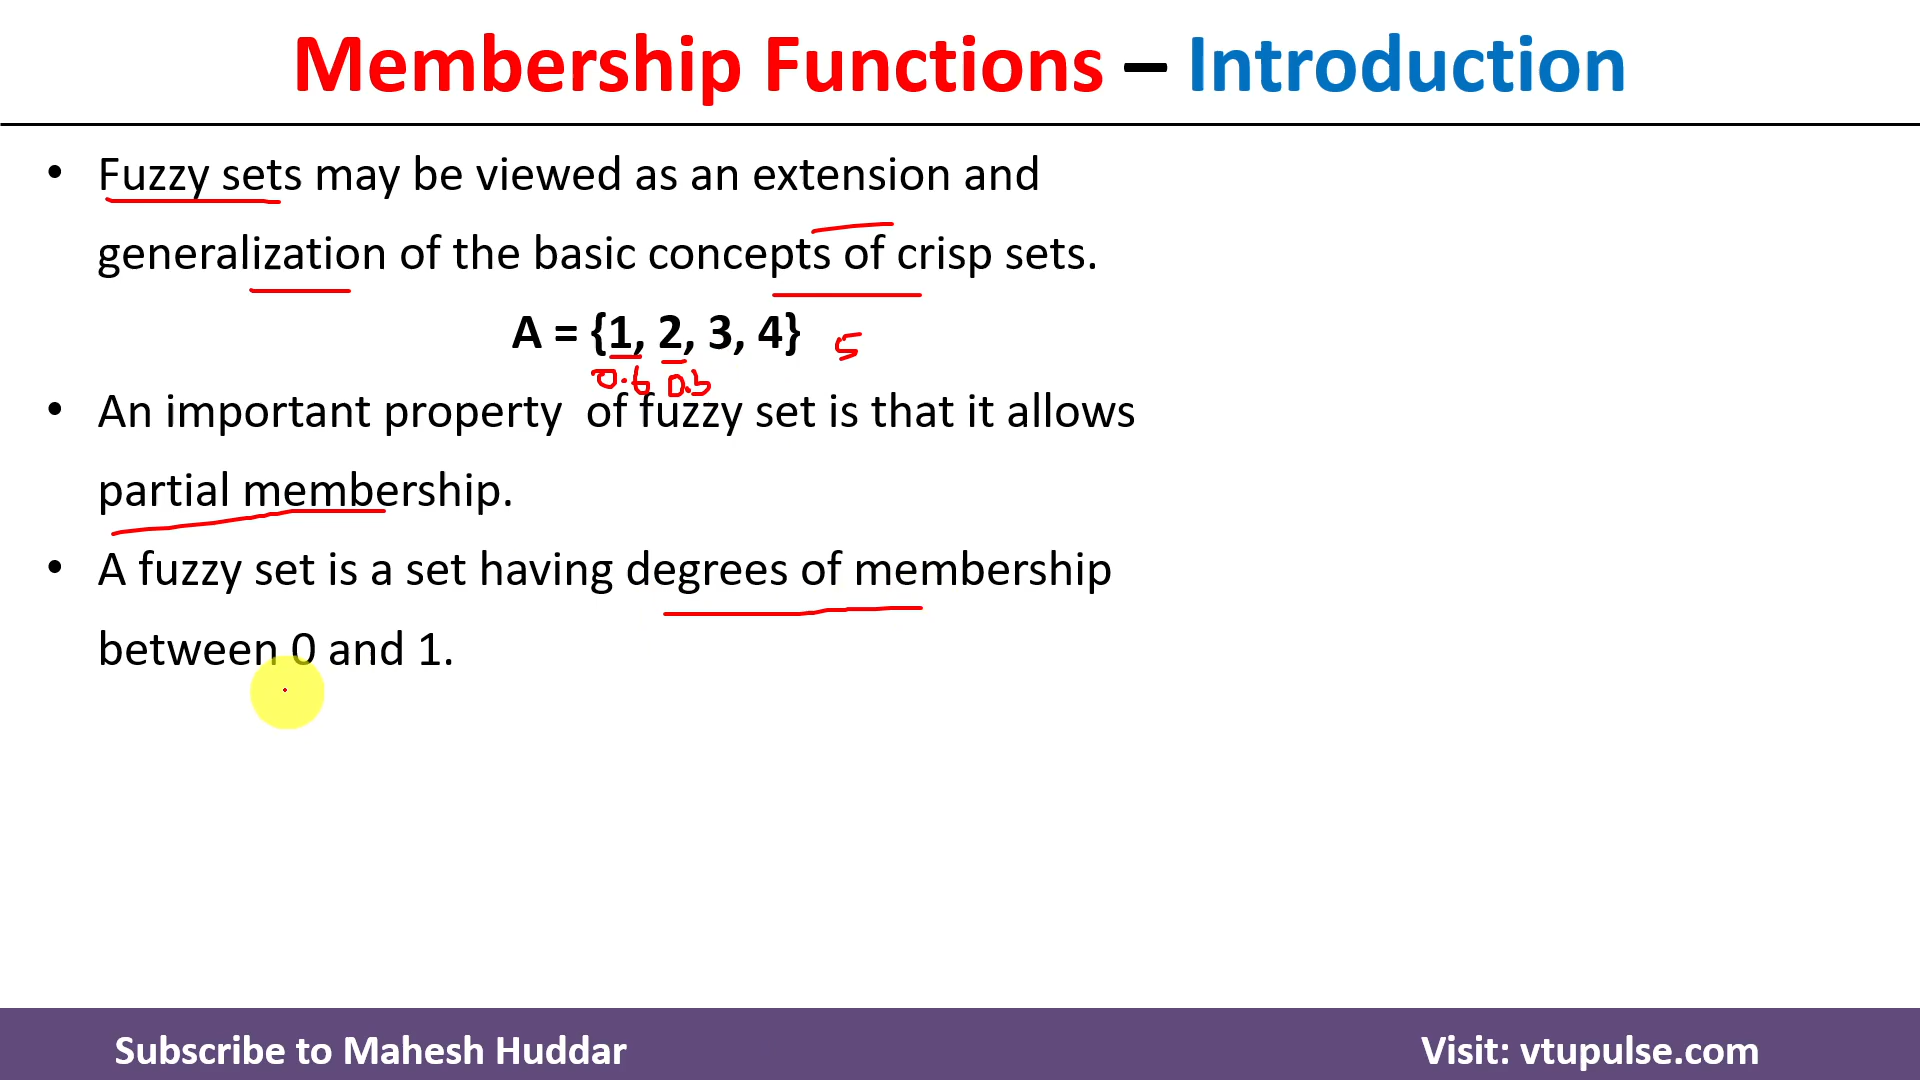 Membership Functions – Introduction
• Fuzzy sets may be viewed as an extension and
generalization of the basic concepts of crisp sets.
A = {1, 2, 3, 4} 5
0.6 0.5
• An important property of fuzzy set is that it allows
partial membership.
• A fuzzy set is a set having degrees of membership
between 0 and 1.
Subscribe to Mahesh Huddar
Visit: vtupulse.com